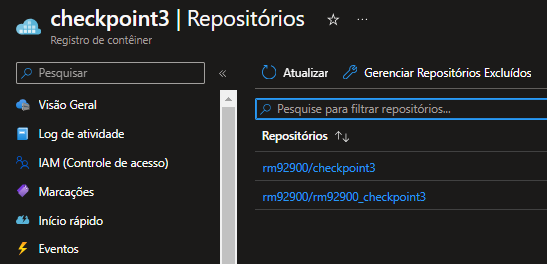 checkpoint3 | Repositórios
Registro de contêiner
Pesquisar
Visão Geral
Log de atividade
IAM (Controle de acesso)
Marcações
Início rápido
Eventos
Atualizar
Gerenciar Repositórios Excluídos
Pesquise para filtrar repositórios...
Repositórios
rm92900/checkpoint3
rm92900/rm92900_checkpoint3